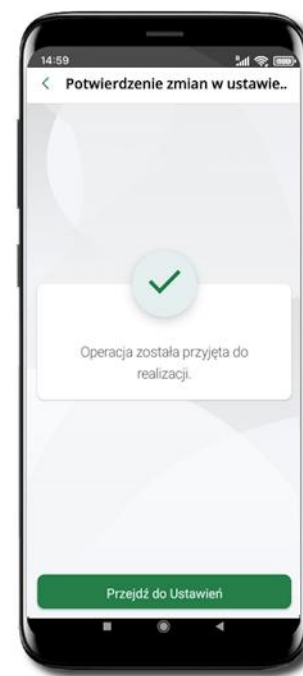 14:59
Potwierdzenie zmian w ustawie..
Operacja została przyjęta do
realizacji.
Przejdź do Ustawień